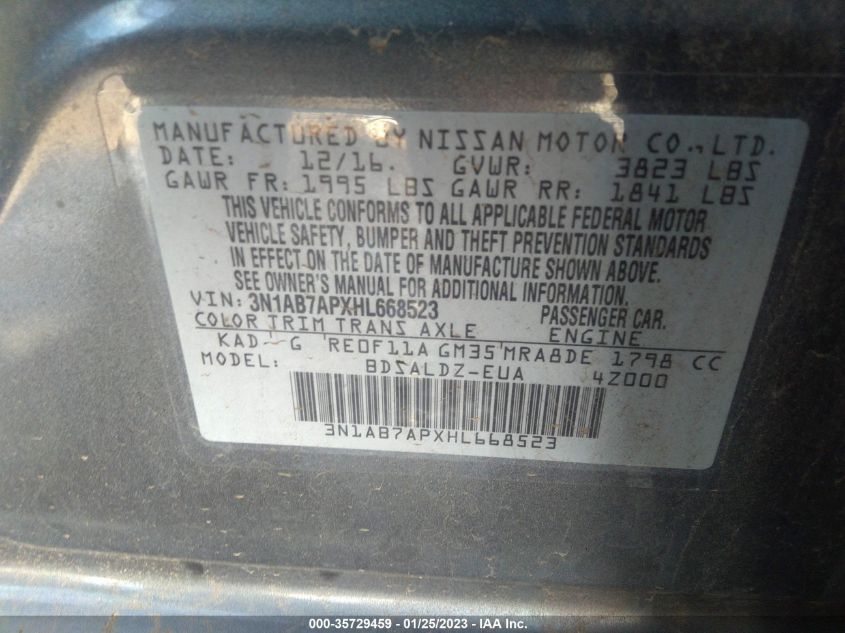 MANUFACTURED BY NISSAN MOTOR CO., LTD.
DATE: 12/16. GVWR: 3823 LBS
GAWR FR: 1995 LBS GAWR RR: 1841 LBS
THIS VEHICLE CONFORMS TO ALL APPLICABLE FEDERAL MOTOR
VEHICLE SAFETY, BUMPER AND THEFT PREVENTION STANDARDS
IN EFFECT ON THE DATE OF MANUFACTURE SHOWN ABOVE.
SEE OWNER'S MANUAL FOR ADDITIONAL INFORMATION.
VIN: 3N1AB7APXHL668523 PASSENGER CAR.
COLOR TRIM TRANS AXLE ENGINE
KAD G RE0F11A GM35 MRA8DE 1798 CC
MODEL: BDSALDZ-EUA 4Z000
3N1AB7APXHL668523
000-35729459 — 01/25/2023 — IAA Inc.